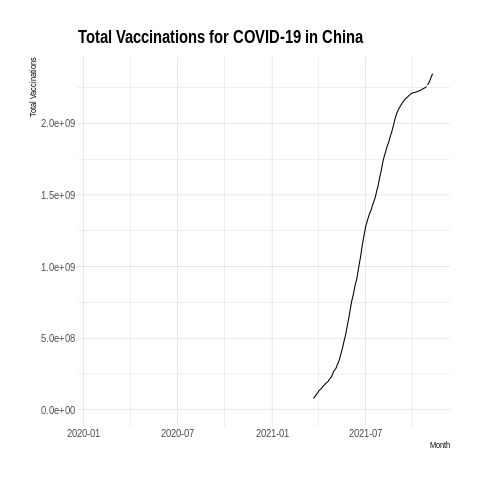 Total Vaccinations for COVID-19 in China
Total Vaccinations
2.0e+09
1.5e+09
1.0e+09
5.0e+08
0.0e+00
2020-01 2020-07 2021-01 2021-07
Month